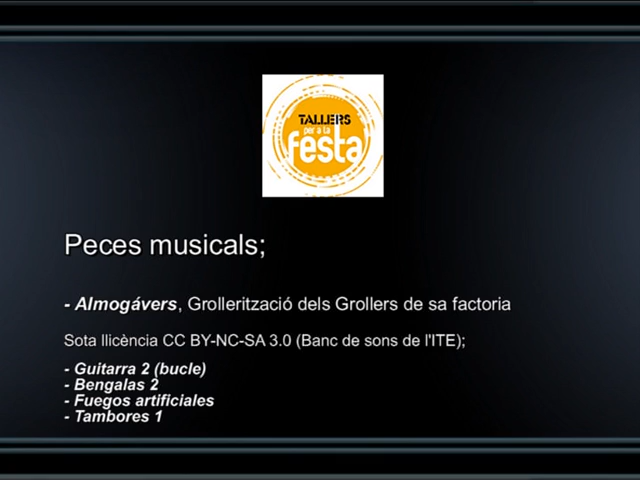 TALLERS
per a la
festa
Peces musicals;
- Almogávers, Grollerització dels Grollers de sa factoria
Sota llicència CC BY-NC-SA 3.0 (Banc de sons de l'ITE);
- Guitarra 2 (bucle)
- Bengalas 2
- Fuegos artificiales
- Tambores 1